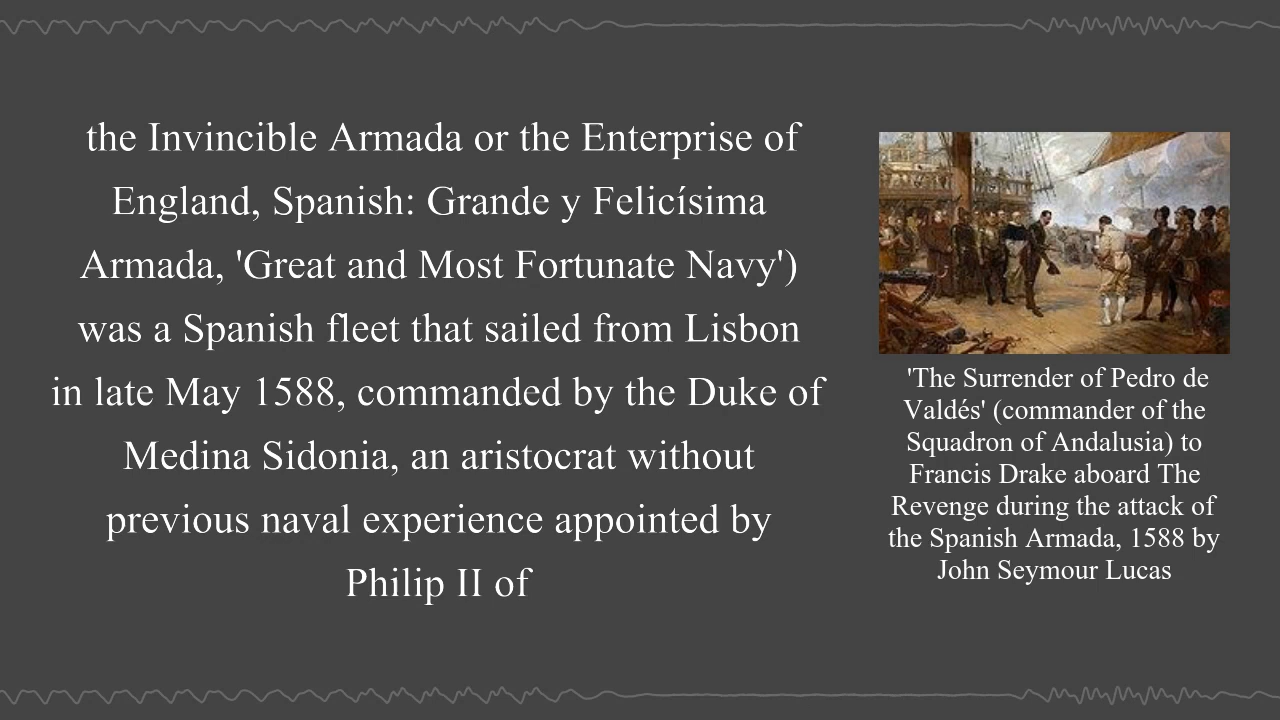 the Invincible Armada or the Enterprise of
England, Spanish: Grande y Felicísima
Armada, 'Great and Most Fortunate Navy')
was a Spanish fleet that sailed from Lisbon
in late May 1588, commanded by the Duke of
Medina Sidonia, an aristocrat without
previous naval experience appointed by
Philip II of
'The Surrender of Pedro de
Valdés' (commander of the
Squadron of Andalusia) to
Francis Drake aboard The
Revenge during the attack of
the Spanish Armada, 1588 by
John Seymour Lucas